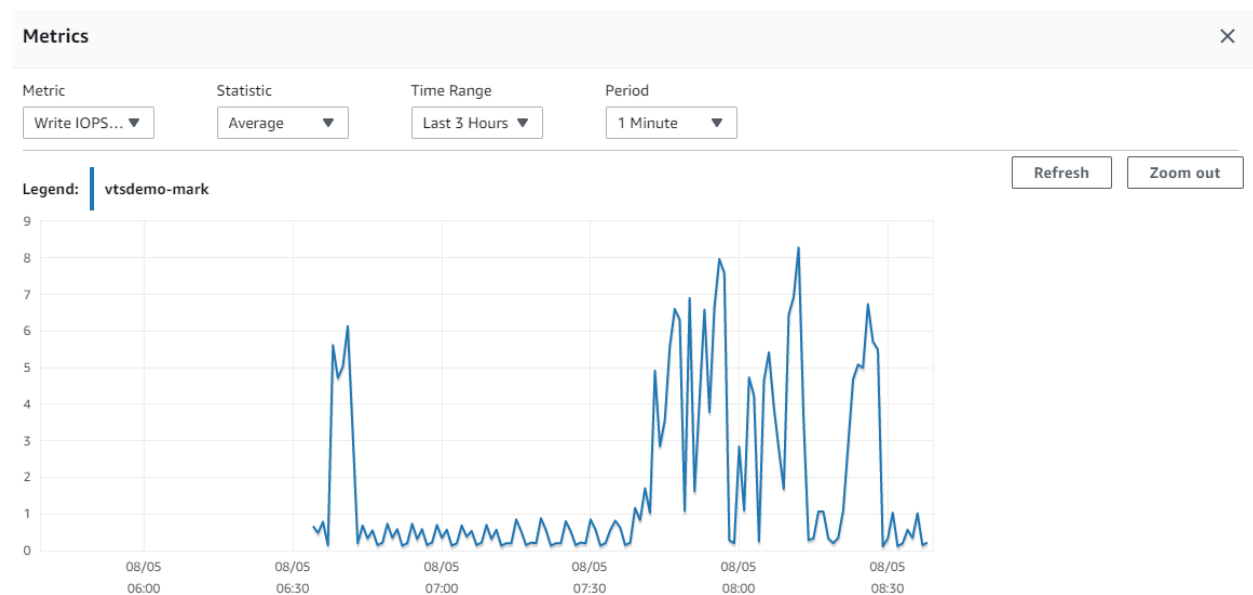 Metrics
Metric Statistic Time Range Period
Write IOPS... Average Last 3 Hours 1 Minute
Refresh Zoom out
Legend: vtsdemo-mark
9
8
7
6
5
4
3
2
1
0
08/05 08/05 08/05 08/05 08/05 08/05
06:00 06:30 07:00 07:30 08:00 08:30